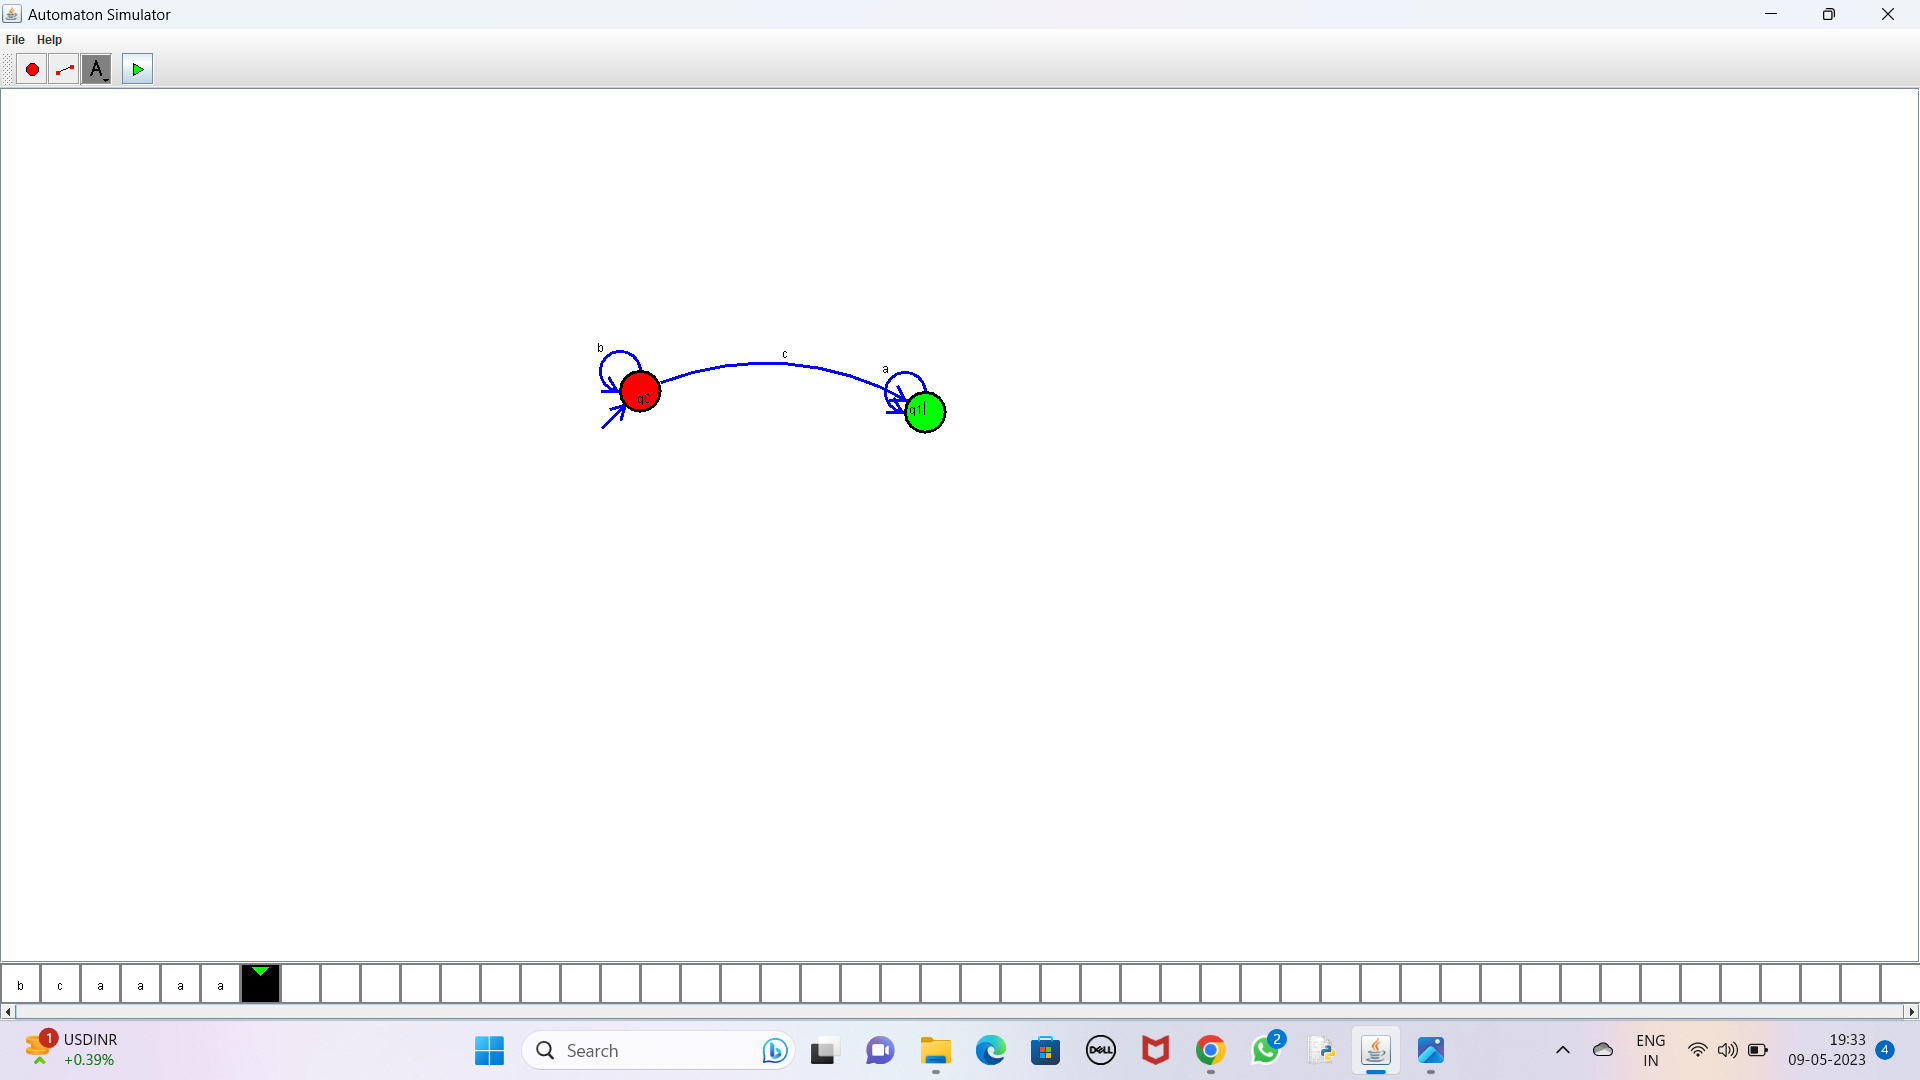 Automaton Simulator
File Help
A
b
c
a
q0
q1
b c a a a a
1
USDINR
+0.39%
Search
DELL
2
ENG
IN
19:33
09-05-2023
4